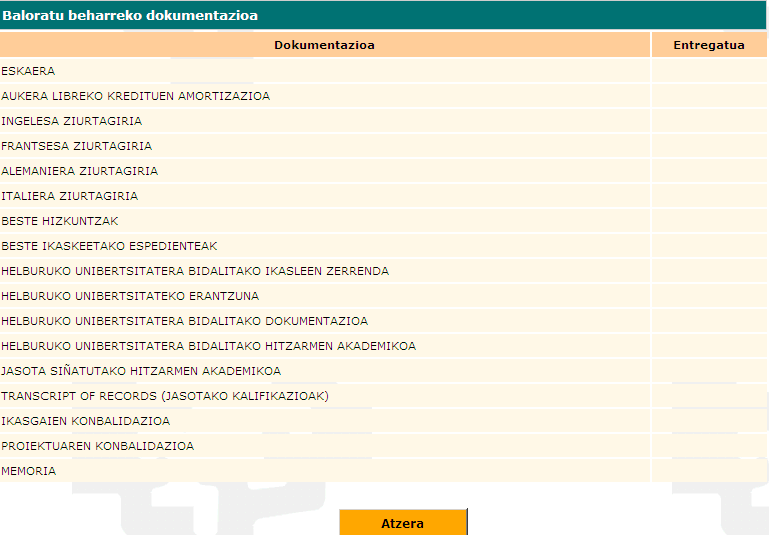 Baloratu beharreko dokumentazioa
Dokumentazioa Entregatua
ESKAERA
AUKERA LIBREKO KREDITUEN AMORTIZAZIOA
INGELESA ZIURTAGIRIA
FRANTSESA ZIURTAGIRIA
ALEMANIERA ZIURTAGIRIA
ITALIERA ZIURTAGIRIA
BESTE HIZKUNTZAK
BESTE IKASKEETAKO ESPEDIENTEAK
HELBURUKO UNIBERTSITATERA BIDALITAKO IKASLEEN ZERRENDA
HELBURUKO UNIBERTSITATEKO ERANTZUNA
HELBURUKO UNIBERTSITATERA BIDALITAKO DOKUMENTAZIOA
HELBURUKO UNIBERTSITATERA BIDALITAKO HITZARMEN AKADEMIKOA
JASOTA SIÑATUTAKO HITZARMEN AKADEMIKOA
TRANSCRIPT OF RECORDS (JASOTAKO KALIFIKAZIOAK)
IKASGAIEN KONBALIDAZIOA
PROIEKTUAREN KONBALIDAZIOA
MEMORIA
Atzera